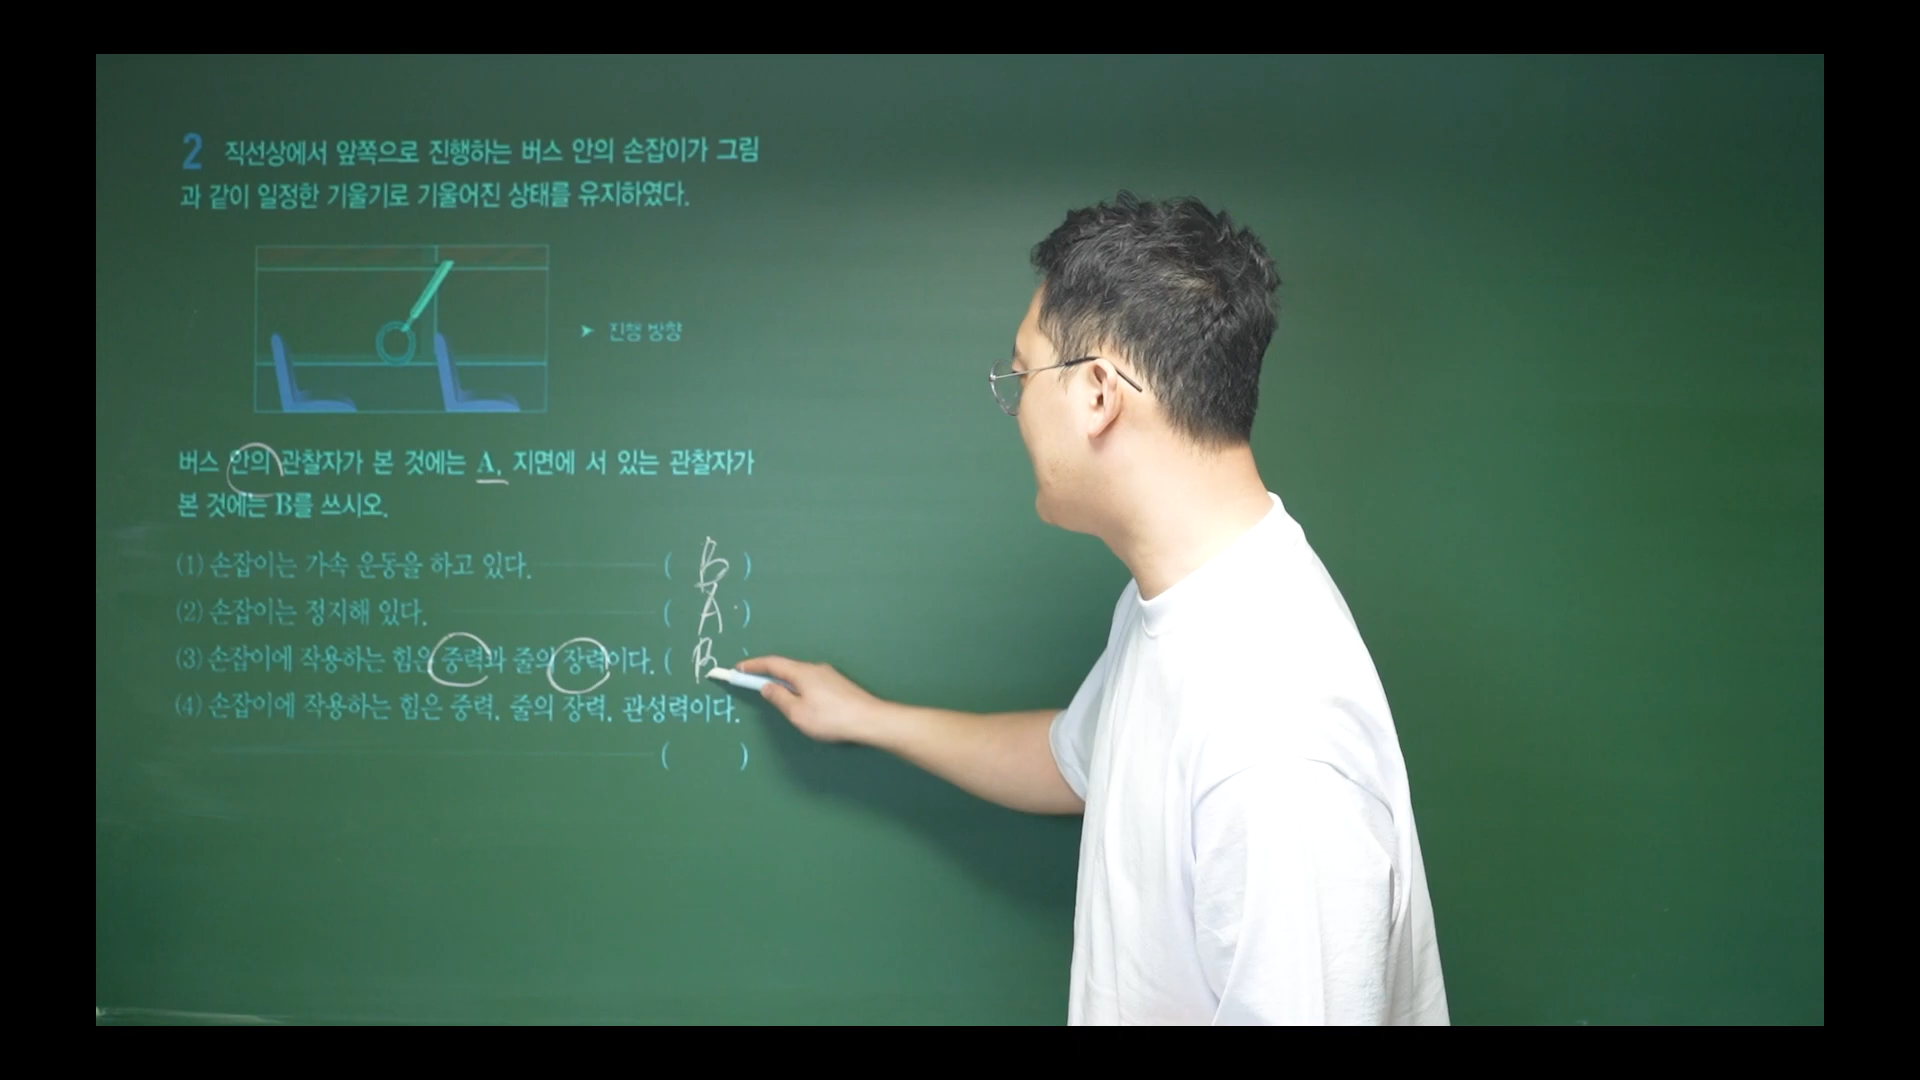 2 직선상에서 앞쪽으로 진행하는 버스 안의 손잡이가 그림
과 같이 일정한 기울기로 기울어진 상태를 유지하였다.
➤ 진행 방향
버스 안의 관찰자가 본 것에는 A, 지면에 서 있는 관찰자가
본 것에는 B를 쓰시오.
(1) 손잡이는 가속 운동을 하고 있다. ( B )
(2) 손잡이는 정지해 있다. ( A )
(3) 손잡이에 작용하는 힘은 중력과 줄의 장력이다. ( B )
(4) 손잡이에 작용하는 힘은 중력, 줄의 장력, 관성력이다.
( )